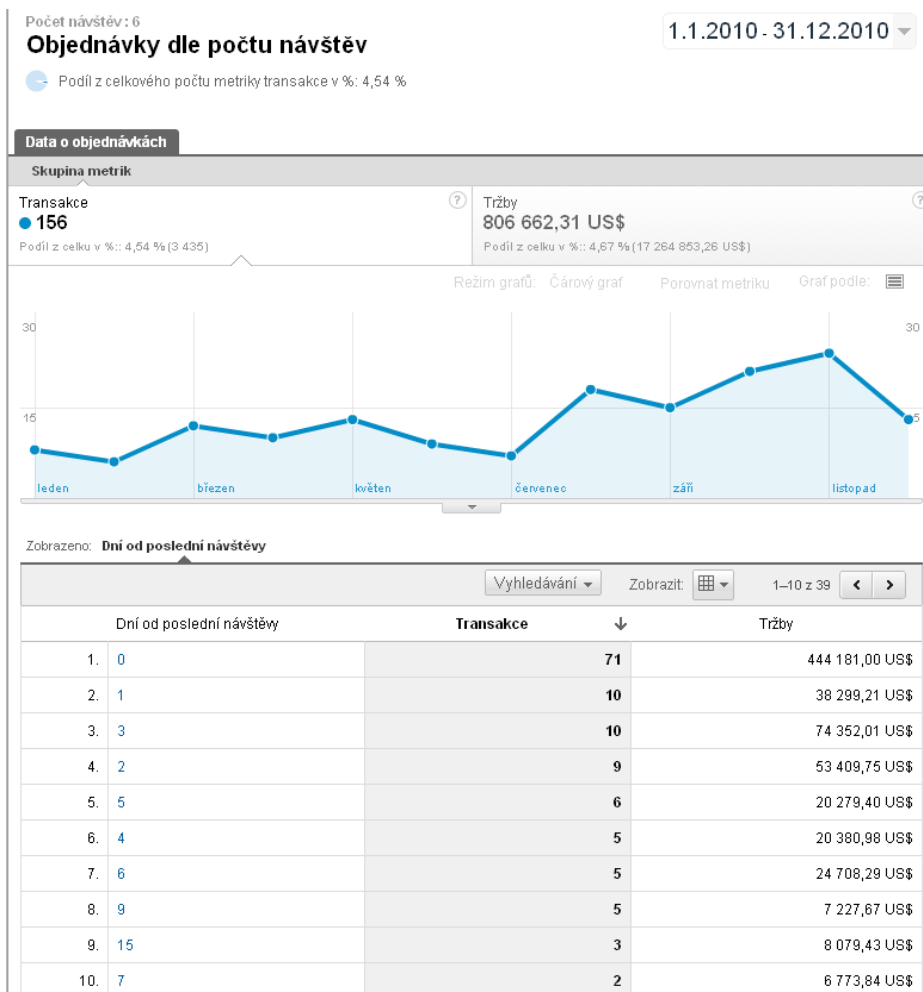 Počet návštěv: 6
Objednávky dle počtu návštěv
1.1.2010 - 31.12.2010
Podíl z celkového počtu metriky transakce v %: 4,54 %
Data o objednávkách
Skupina metrik
Transakce ?
156
Podíl z celku v %:: 4,54 % (3 435)
Tržby ?
806 662,31 US$
Podíl z celku v %:: 4,67 % (17 264 853,26 US$)
Režim grafů: Čárový graf Porovnat metriku Graf podle:
30 30
15 15
leden březen květen červenec září listopad
Zobrazeno: Dní od poslední návštěvy
Vyhledávání Zobrazit: 1–10 z 39
Dní od poslední návštěvy Transakce Tržby
1. 0 71 444 181,00 US$
2. 1 10 38 299,21 US$
3. 3 10 74 352,01 US$
4. 2 9 53 409,75 US$
5. 5 6 20 279,40 US$
6. 4 5 20 380,98 US$
7. 6 5 24 708,29 US$
8. 9 5 7 227,67 US$
9. 15 3 8 079,43 US$
10. 7 2 6 773,84 US$